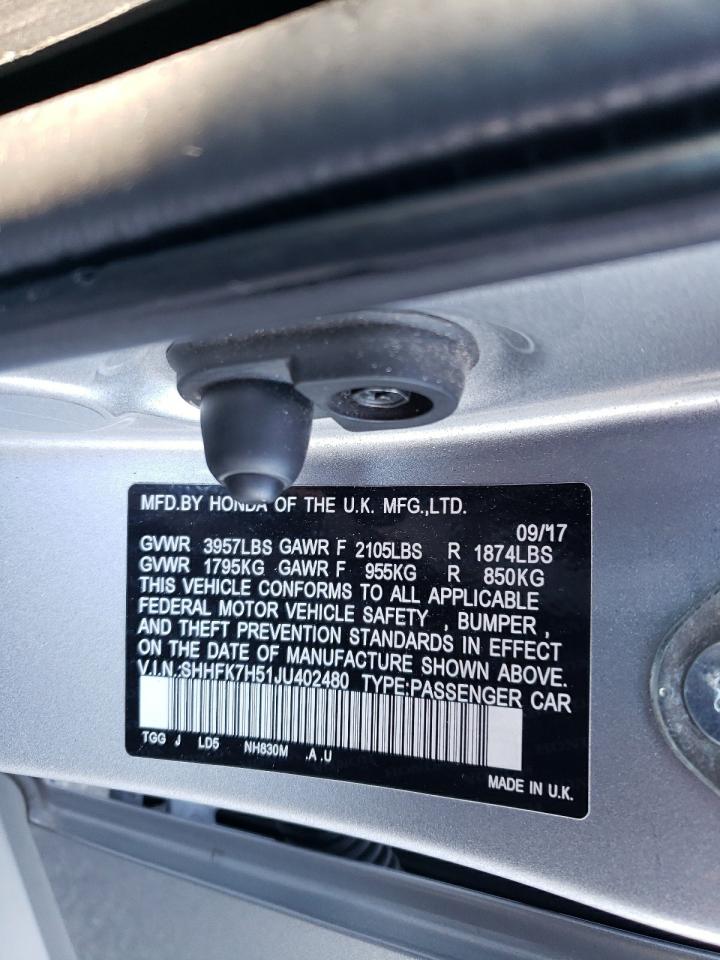 MFD.BY HONDA OF THE U.K. MFG.,LTD.
09/17
GVWR 3957LBS GAWR F 2105LBS R 1874LBS
GVWR 1795KG GAWR F 955KG R 850KG
THIS VEHICLE CONFORMS TO ALL APPLICABLE
FEDERAL MOTOR VEHICLE SAFETY , BUMPER ,
AND THEFT PREVENTION STANDARDS IN EFFECT
ON THE DATE OF MANUFACTURE SHOWN ABOVE.
V.I.N.:SHHFK7H51JU402480 TYPE:PASSENGER CAR
TGG J LD5 NH830M .A .U
MADE IN U.K.